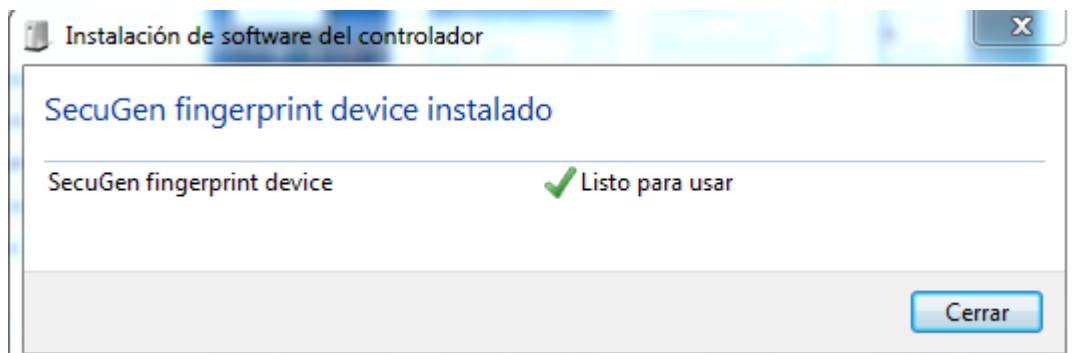 Instalación de software del controlador
SecuGen fingerprint device instalado
SecuGen fingerprint device Listo para usar
Cerrar